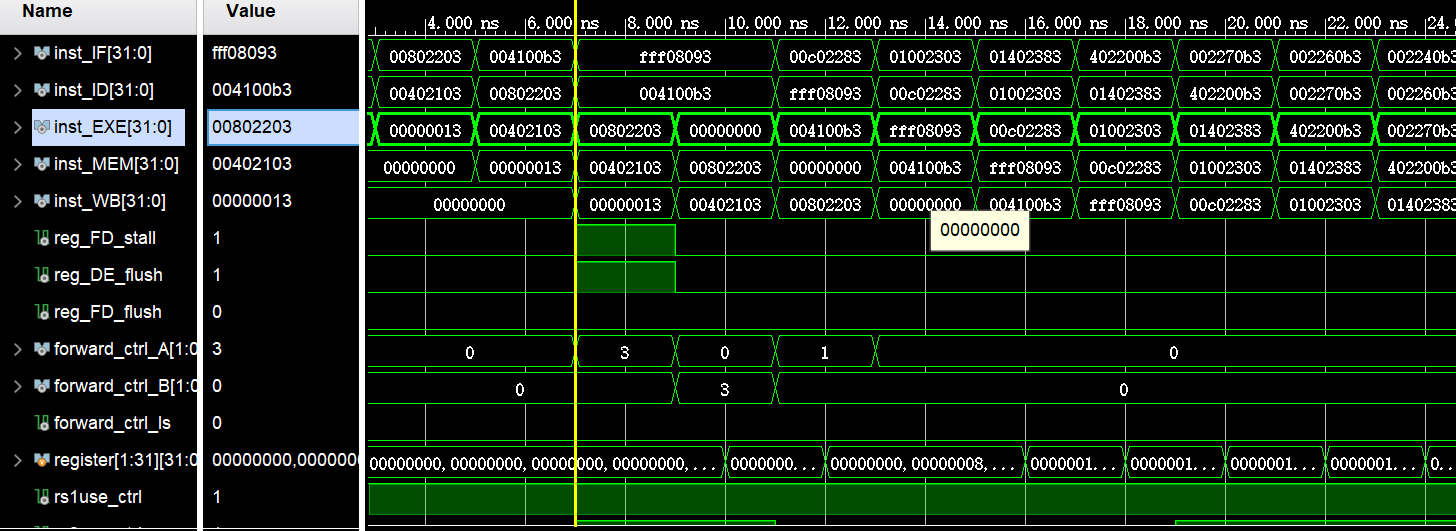 Name Value
4.000 ns 6.000 ns 8.000 ns 10.000 ns 12.000 ns 14.000 ns 16.000 ns 18.000 ns 20.000 ns 22.000 ns 24.
inst_IF[31:0] fff08093 00802203 004100b3 fff08093 00c02283 01002303 01402383 402200b3 002270b3 002260b3 002240b3
inst_ID[31:0] 004100b3 00402103 00802203 004100b3 fff08093 00c02283 01002303 01402383 402200b3 002270b3 002260b
inst_EXE[31:0] 00802203 00000013 00402103 00802203 00000000 004100b3 fff08093 00c02283 01002303 01402383 402200b3 002270b
inst_MEM[31:0] 00402103 00000000 00000013 00402103 00802203 00000000 004100b3 fff08093 00c02283 01002303 01402383 402200b
inst_WB[31:0] 00000013 00000000 00000013 00402103 00802203 00000000 004100b3 fff08093 00c02283 01002303 0140238
00000000
reg_FD_stall 1
reg_DE_flush 1
reg_FD_flush 0
forward_ctrl_A[1:0 3 0 3 0 1 0
forward_ctrl_B[1:0 0 0 3 0
forward_ctrl_ls 0
register[1:31][31:0 00000000,0000000 00000000,00000000,00000000,00000000,... 0000000... 00000000,00000008,... 0000001... 0000001... 0000001... 0000001... 0...
rs1use_ctrl 1